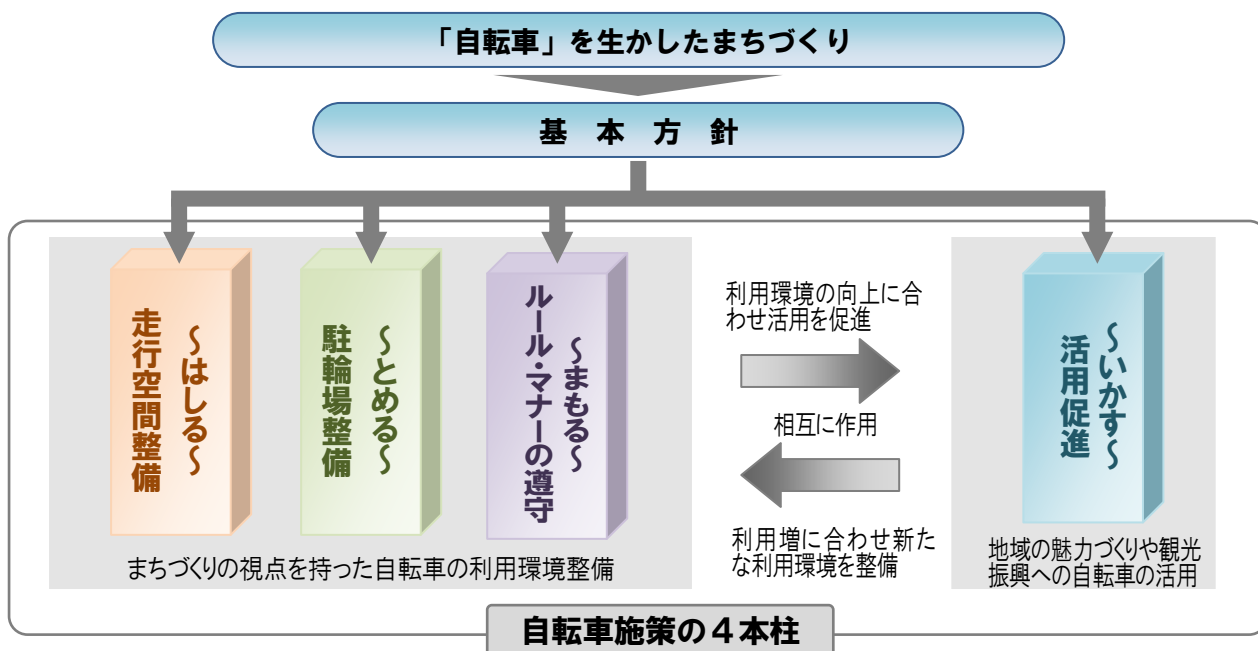 「自転車」を生かしたまちづくり
基本方針
～はしる～
走行空間整備
～とめる～
駐輪場整備
～まもる～
ルール・マナーの遵守
まちづくりの視点を持った自転車の利用環境整備
利用環境の向上に合
わせ活用を促進
相互に作用
利用増に合わせ新た
な利用環境を整備
～いかす～
活用促進
地域の魅力づくりや観光
振興への自転車の活用
自転車施策の４本柱